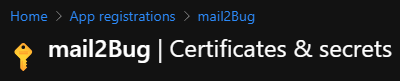 Home > App registrations > mail2Bug
mail2Bug | Certificates & secrets